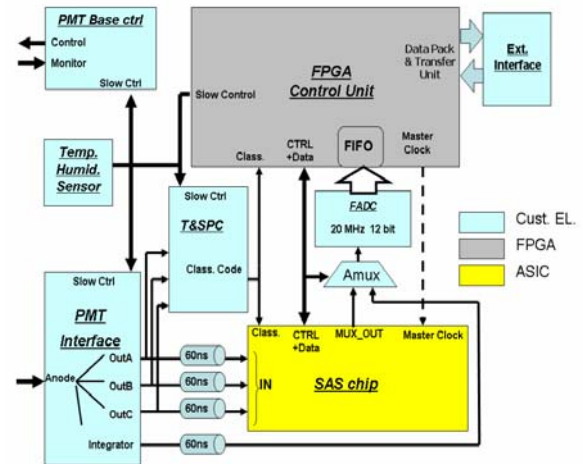 PMT Base ctrl
Control
Monitor
Slow Ctrl
Temp.
Humid.
Sensor
Slow Control
FPGA
Control Unit
Data Pack
& Transfer
Unit
Ext.
Interface
Class.
CTRL
+Data
FIFO
Master
Clock
Slow Ctrl
T&SPC
Class. Code
FADC
20 MHz 12 bit
Amux
Cust. EL.
FPGA
ASIC
Slow Ctrl
PMT
Interface
Anode
OutA
OutB
OutC
Integrator
60ns
60ns
60ns
60ns
Class.
CTRL
+Data
MUX_OUT
Master Clock
IN
SAS chip